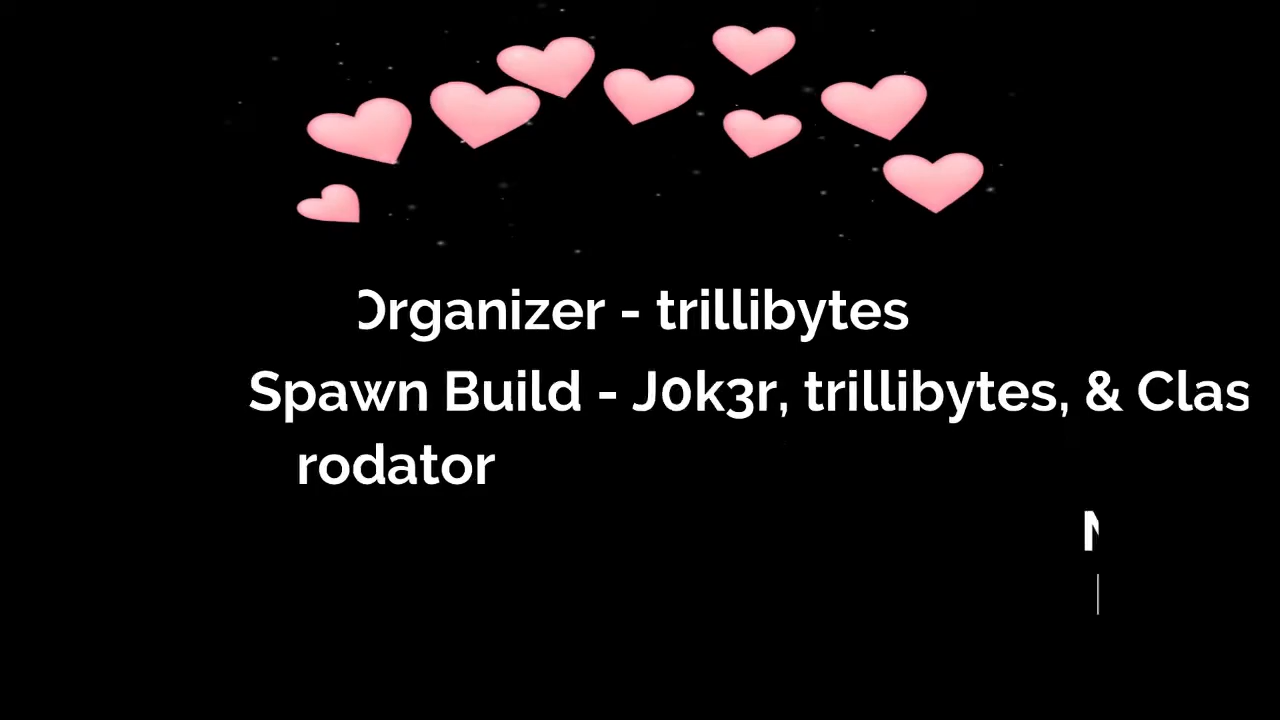 Organizer - trillibytes
Spawn Build - J0k3r, trillibytes, & Clas
rodator